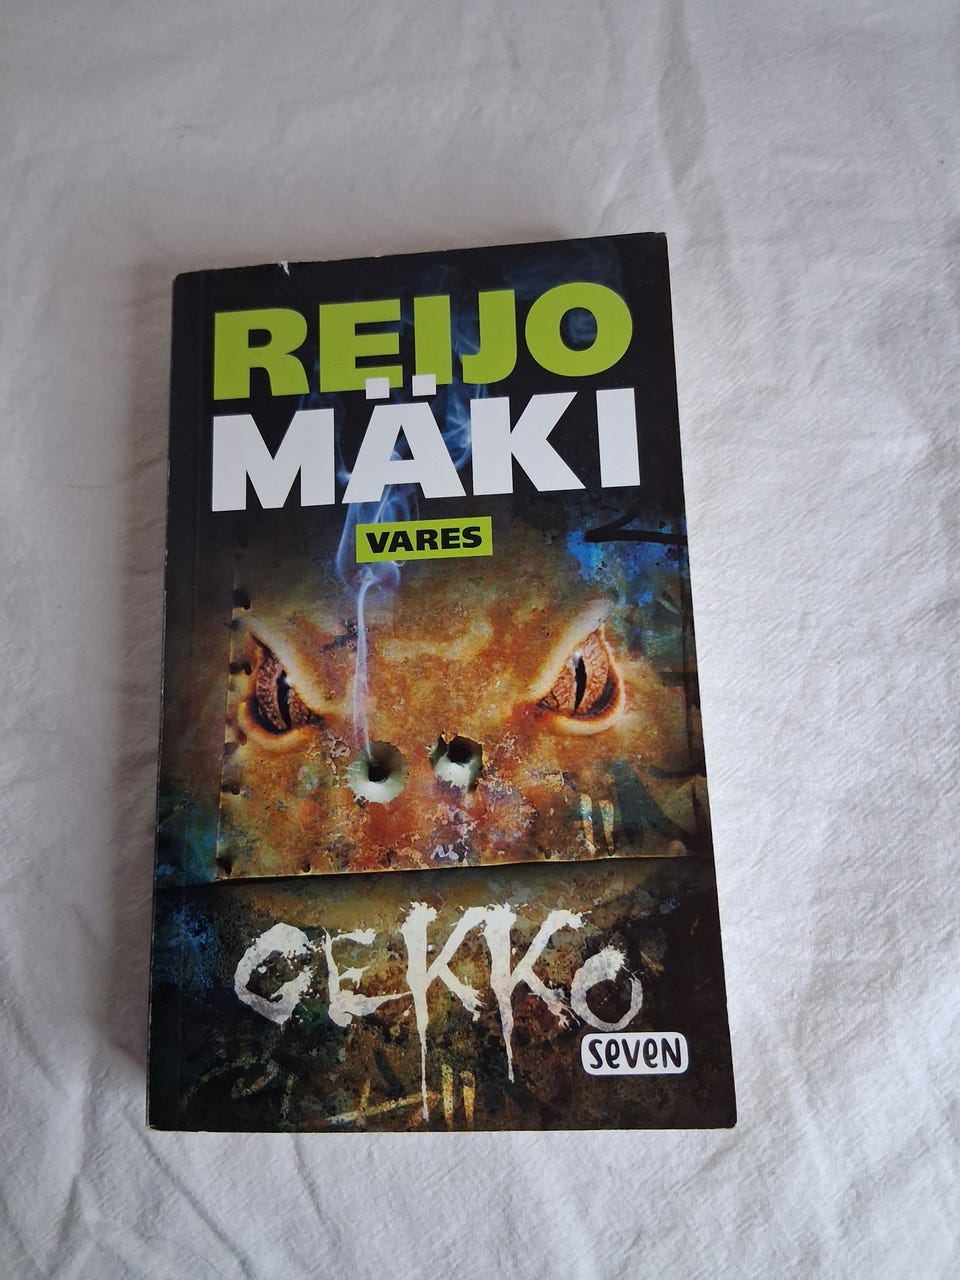 REIJO
MÄKI
VARES
GEKKO
seveN